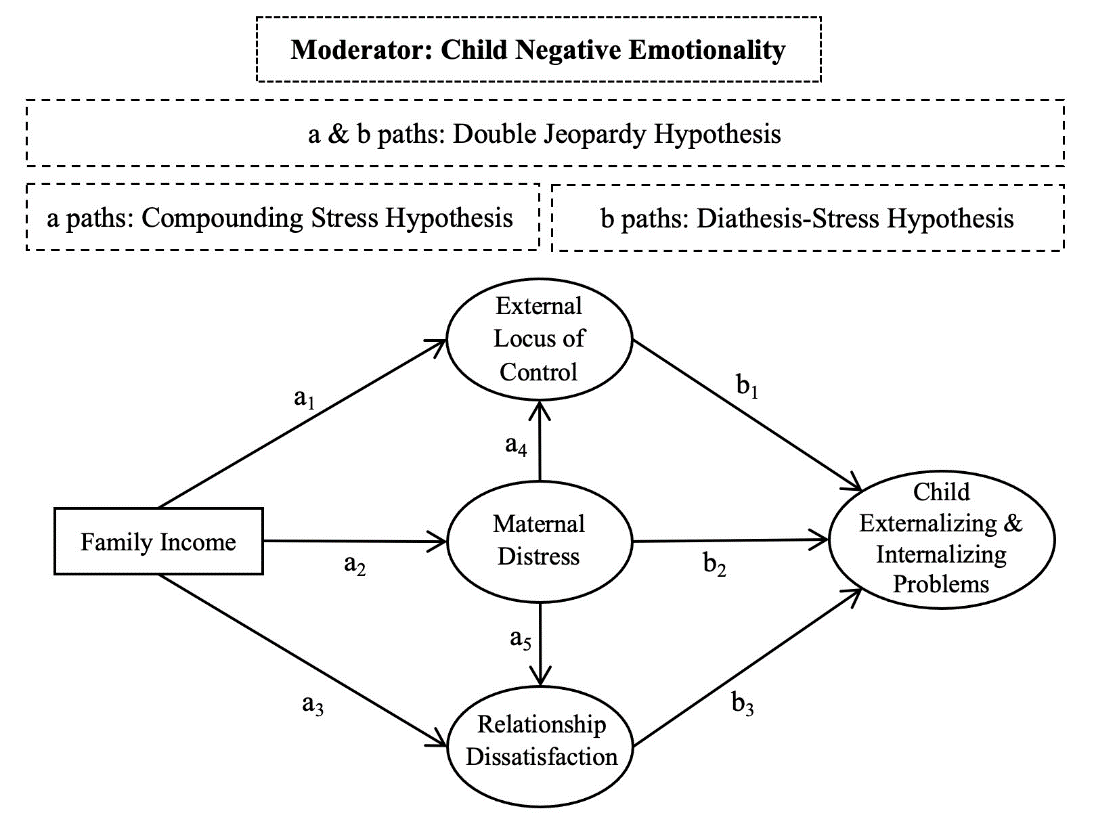 Moderator: Child Negative Emotionality
a & b paths: Double Jeopardy Hypothesis
a paths: Compounding Stress Hypothesis
b paths: Diathesis-Stress Hypothesis
External
Locus of
Control
a₁
b₁
a₄
Family Income
a₂
Maternal
Distress
b₂
Child
Externalizing &
Internalizing
Problems
a₅
a₃
b₃
Relationship
Dissatisfaction